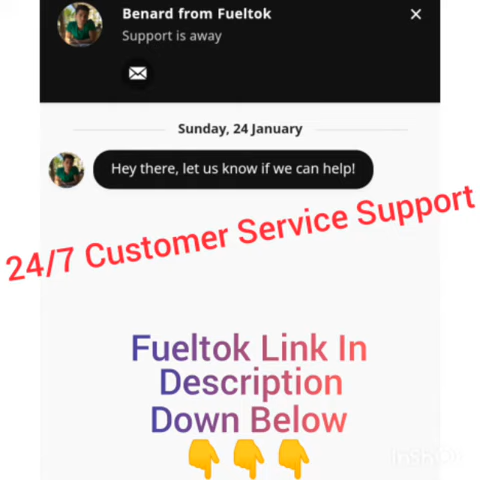 Benard from Fueltok
Support is away
Sunday, 24 January
Hey there, let us know if we can help!
24/7 Customer Service Support
Fueltok Link In
Description
Down Below
InShOt